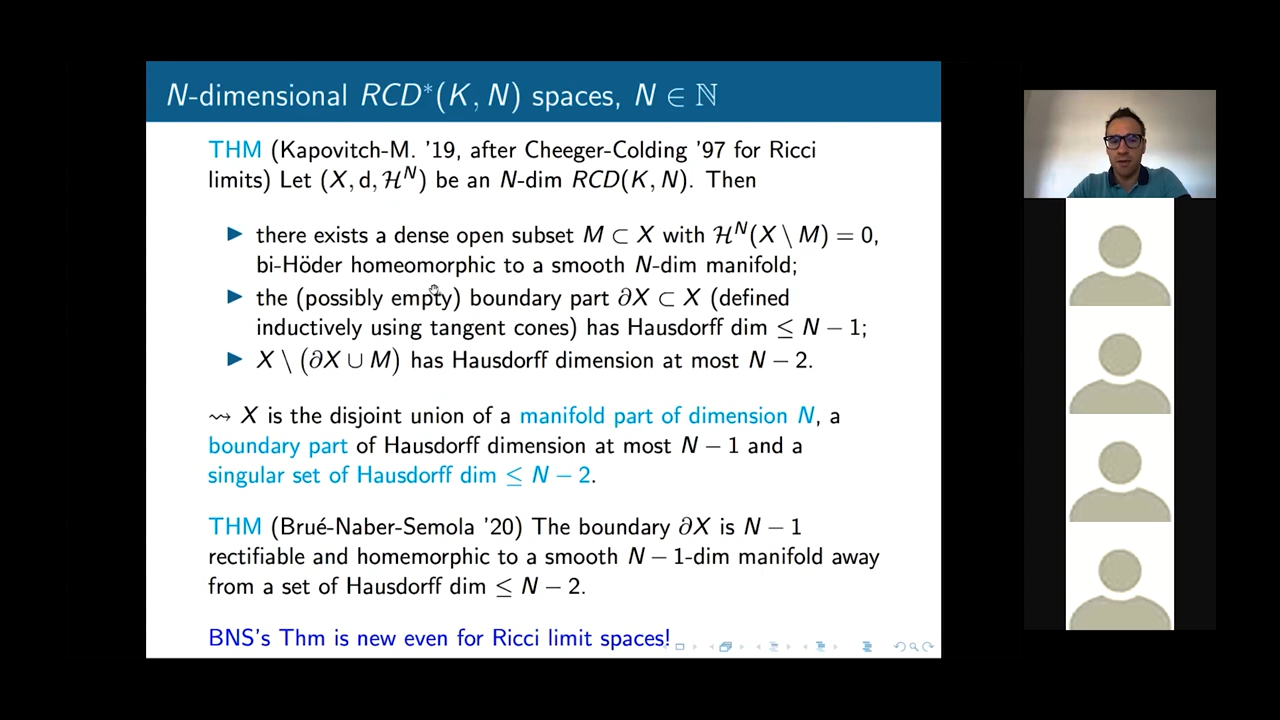 N-dimensional RCD*(K, N) spaces, N ∈ ℕ
THM (Kapovitch-M. '19, after Cheeger-Colding '97 for Ricci
limits) Let (X, d, ℋᴺ) be an N-dim RCD(K, N). Then
▶ there exists a dense open subset M ⊂ X with ℋᴺ(X \ M) = 0,
bi-Höder homeomorphic to a smooth N-dim manifold;
▶ the (possibly empty) boundary part ∂X ⊂ X (defined
inductively using tangent cones) has Hausdorff dim ≤ N − 1;
▶ X \ (∂X ∪ M) has Hausdorff dimension at most N − 2.
⇝ X is the disjoint union of a manifold part of dimension N, a
boundary part of Hausdorff dimension at most N − 1 and a
singular set of Hausdorff dim ≤ N − 2.
THM (Brué-Naber-Semola '20) The boundary ∂X is N − 1
rectifiable and homemorphic to a smooth N − 1-dim manifold away
from a set of Hausdorff dim ≤ N − 2.
BNS's Thm is new even for Ricci limit spaces!